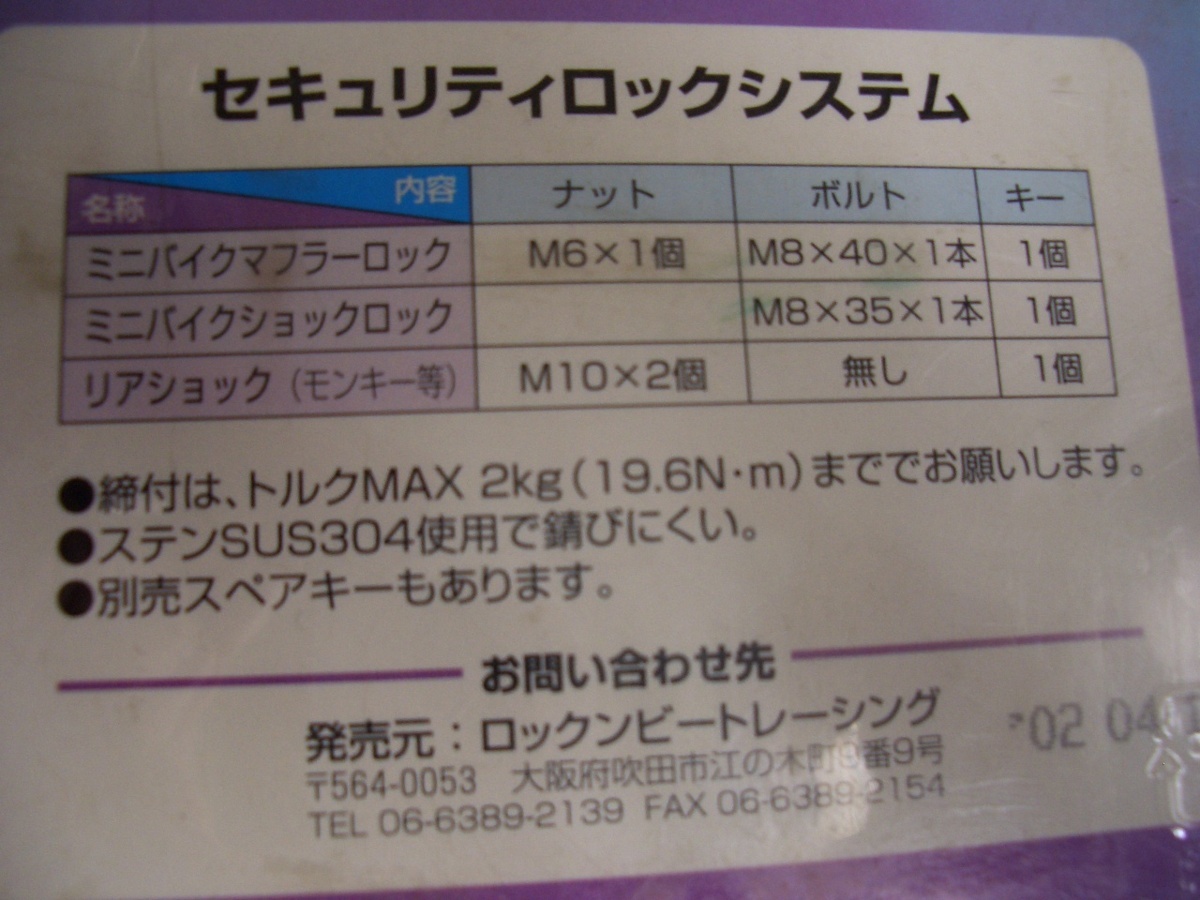 セキュリティロックシステム
内容 ナット ボルト キー
名称
ミニバイクマフラーロック M6×1個 M8×40×1本 1個
ミニバイクショックロック M8×35×1本 1個
リアショック（モンキー等） M10×2個 無し 1個
●締付は、トルクMAX 2kg（19.6N・m）まででお願いします。
●ステンSUS304使用で錆びにくい。
●別売スペアキーもあります。
お問い合わせ先
発売元：ロックンビートレーシング
〒564-0053 大阪府吹田市江の木町9番9号
TEL 06-6389-2139 FAX 06-6389-2154
02 04